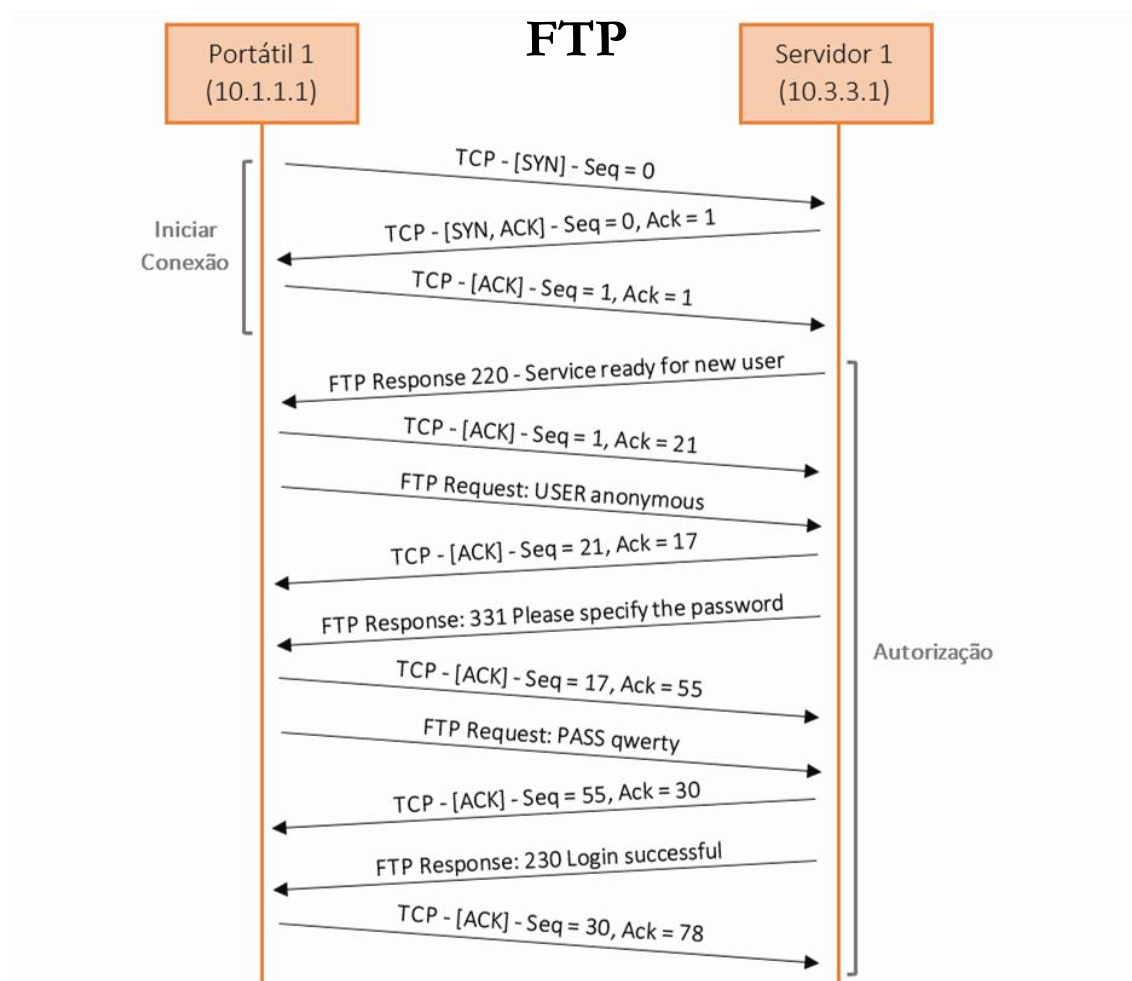 FTP
Portátil 1
(10.1.1.1)
Servidor 1
(10.3.3.1)
TCP - [SYN] - Seq = 0
TCP - [SYN, ACK] - Seq = 0, Ack = 1
TCP - [ACK] - Seq = 1, Ack = 1
Iniciar
Conexão
FTP Response 220 - Service ready for new user
TCP - [ACK] - Seq = 1, Ack = 21
FTP Request: USER anonymous
TCP - [ACK] - Seq = 21, Ack = 17
FTP Response: 331 Please specify the password
TCP - [ACK] - Seq = 17, Ack = 55
FTP Request: PASS qwerty
TCP - [ACK] - Seq = 55, Ack = 30
FTP Response: 230 Login successful
TCP - [ACK] - Seq = 30, Ack = 78
Autorização